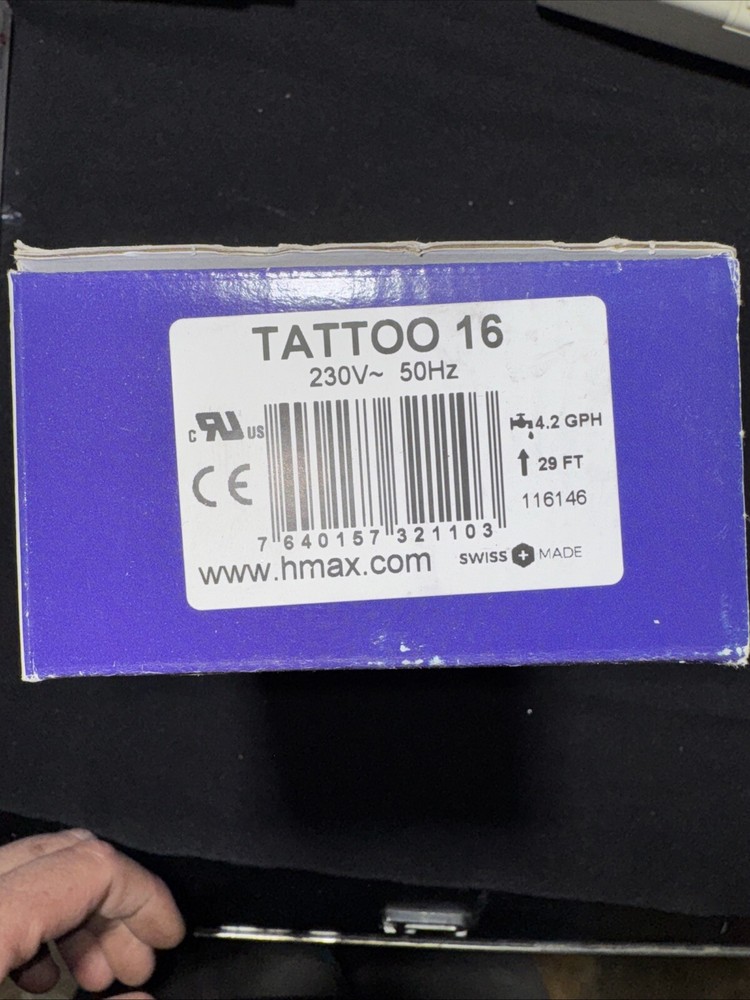 TATTOO 16
230V~ 50Hz
c RU US
CE
4.2 GPH
29 FT
116146
7 640157 321103
www.hmax.com
SWISS + MADE